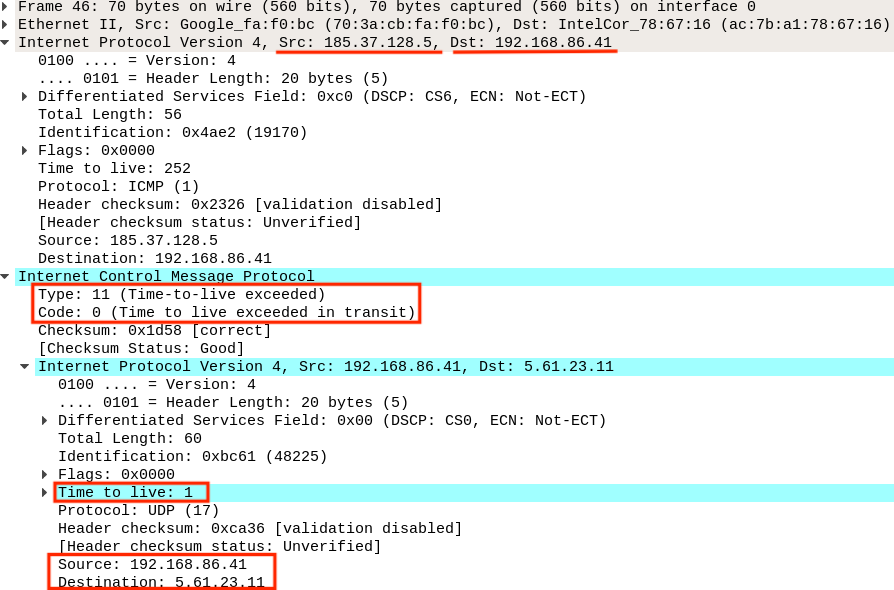 Frame 46: 70 bytes on wire (560 bits), 70 bytes captured (560 bits) on interface 0
Ethernet II, Src: Google_fa:f0:bc (70:3a:cb:fa:f0:bc), Dst: IntelCor_78:67:16 (ac:7b:a1:78:67:16)
Internet Protocol Version 4, Src: 185.37.128.5, Dst: 192.168.86.41
0100 .... = Version: 4
.... 0101 = Header Length: 20 bytes (5)
Differentiated Services Field: 0xc0 (DSCP: CS6, ECN: Not-ECT)
Total Length: 56
Identification: 0x4ae2 (19170)
Flags: 0x0000
Time to live: 252
Protocol: ICMP (1)
Header checksum: 0x2326 [validation disabled]
[Header checksum status: Unverified]
Source: 185.37.128.5
Destination: 192.168.86.41
Internet Control Message Protocol
Type: 11 (Time-to-live exceeded)
Code: 0 (Time to live exceeded in transit)
Checksum: 0x1d58 [correct]
[Checksum Status: Good]
Internet Protocol Version 4, Src: 192.168.86.41, Dst: 5.61.23.11
0100 .... = Version: 4
.... 0101 = Header Length: 20 bytes (5)
Differentiated Services Field: 0x00 (DSCP: CS0, ECN: Not-ECT)
Total Length: 60
Identification: 0xbc61 (48225)
Flags: 0x0000
Time to live: 1
Protocol: UDP (17)
Header checksum: 0xca36 [validation disabled]
[Header checksum status: Unverified]
Source: 192.168.86.41
Destination: 5.61.23.11